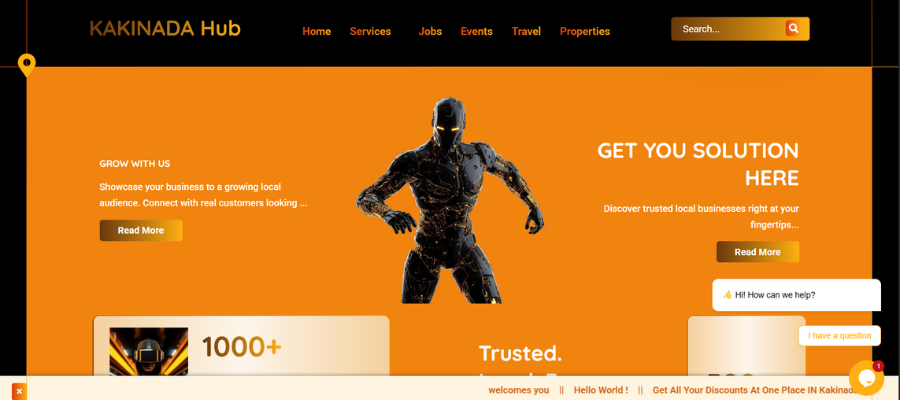 KAKINADA Hub
Home Services Jobs Events Travel Properties
Search...
GROW WITH US
Showcase your business to a growing local
audience. Connect with real customers looking ...
Read More
GET YOU SOLUTION
HERE
Discover trusted local businesses right at your
fingertips...
Read More
👋 Hi! How can we help?
I have a question
1000+
Trusted.
1
welcomes you || Hello World ! || Get All Your Discounts At One Place IN